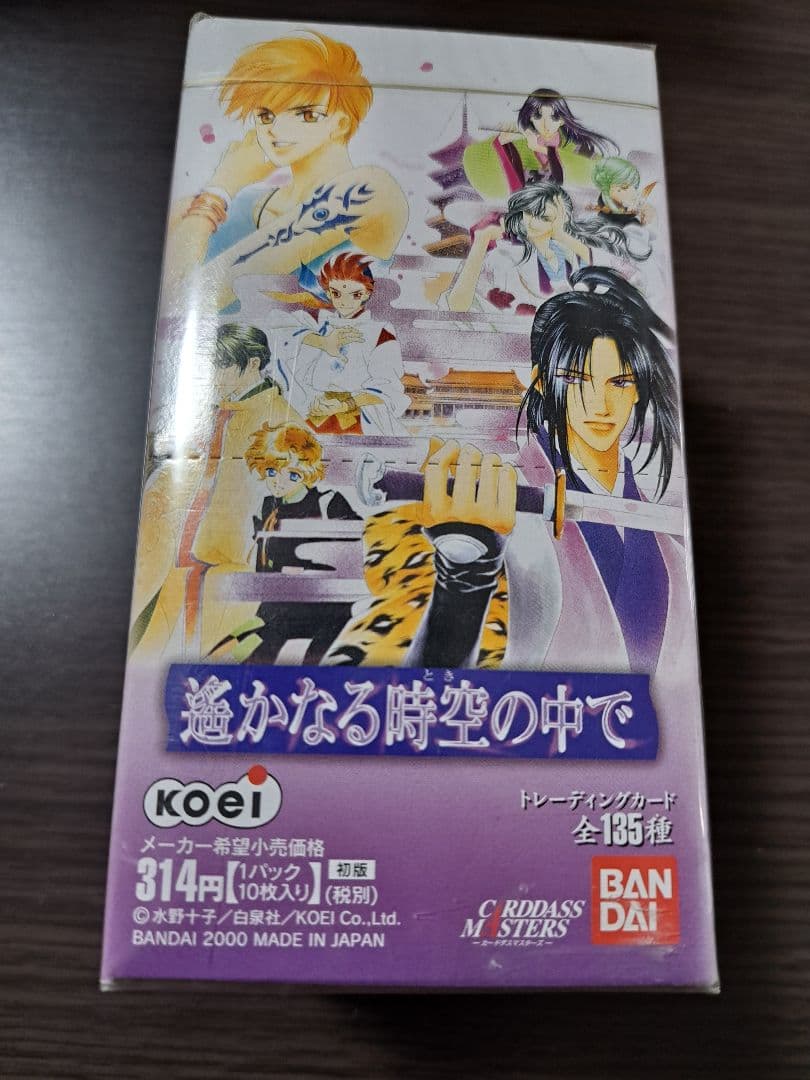 とき
遙かなる時空の中で
KOEI
トレーディングカード
全135種
メーカー希望小売価格
314円【1パック10枚入り】初版(税別)
©水野十子/白泉社/KOEI Co.,Ltd.
BANDAI 2000 MADE IN JAPAN
CARDDASS
MASTERS
ーカードダスマスターズー
BAN
DAI